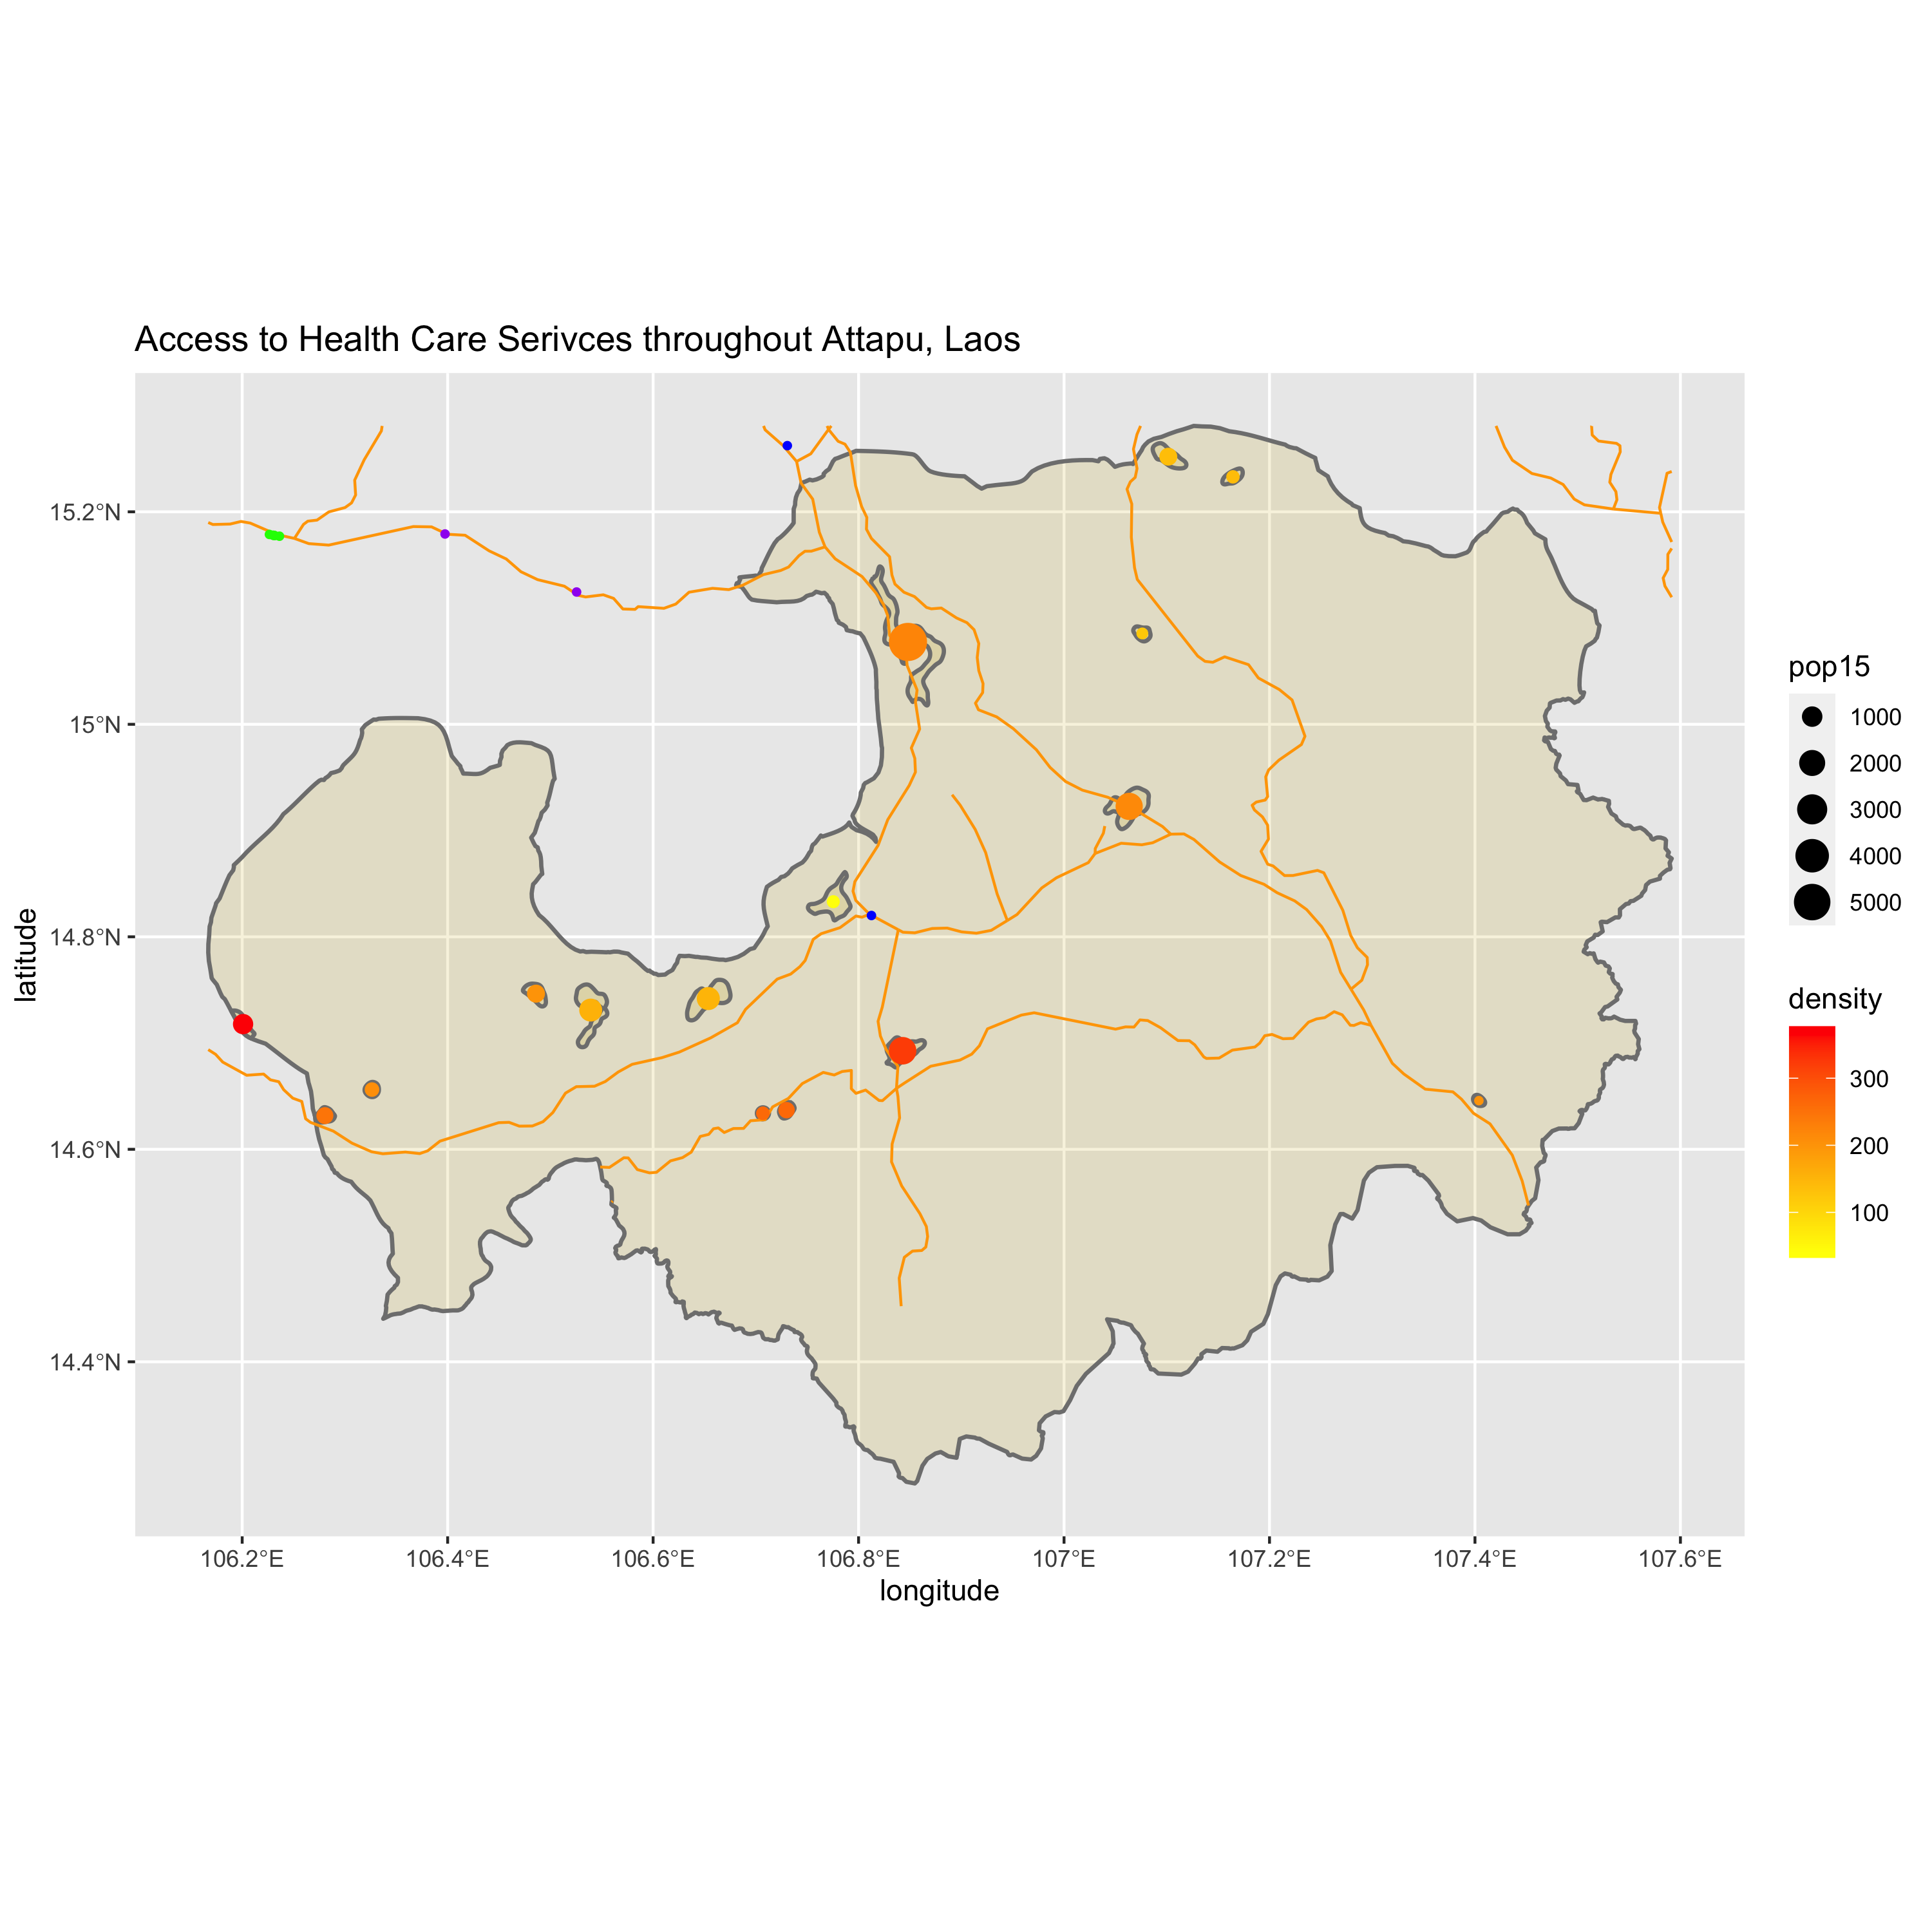 Access to Health Care Serivces throughout Attapu, Laos
15.2°N
15°N
14.8°N
14.6°N
14.4°N
latitude
106.2°E
106.4°E
106.6°E
106.8°E
107°E
107.2°E
107.4°E
107.6°E
longitude
pop15
1000
2000
3000
4000
5000
density
300
200
100